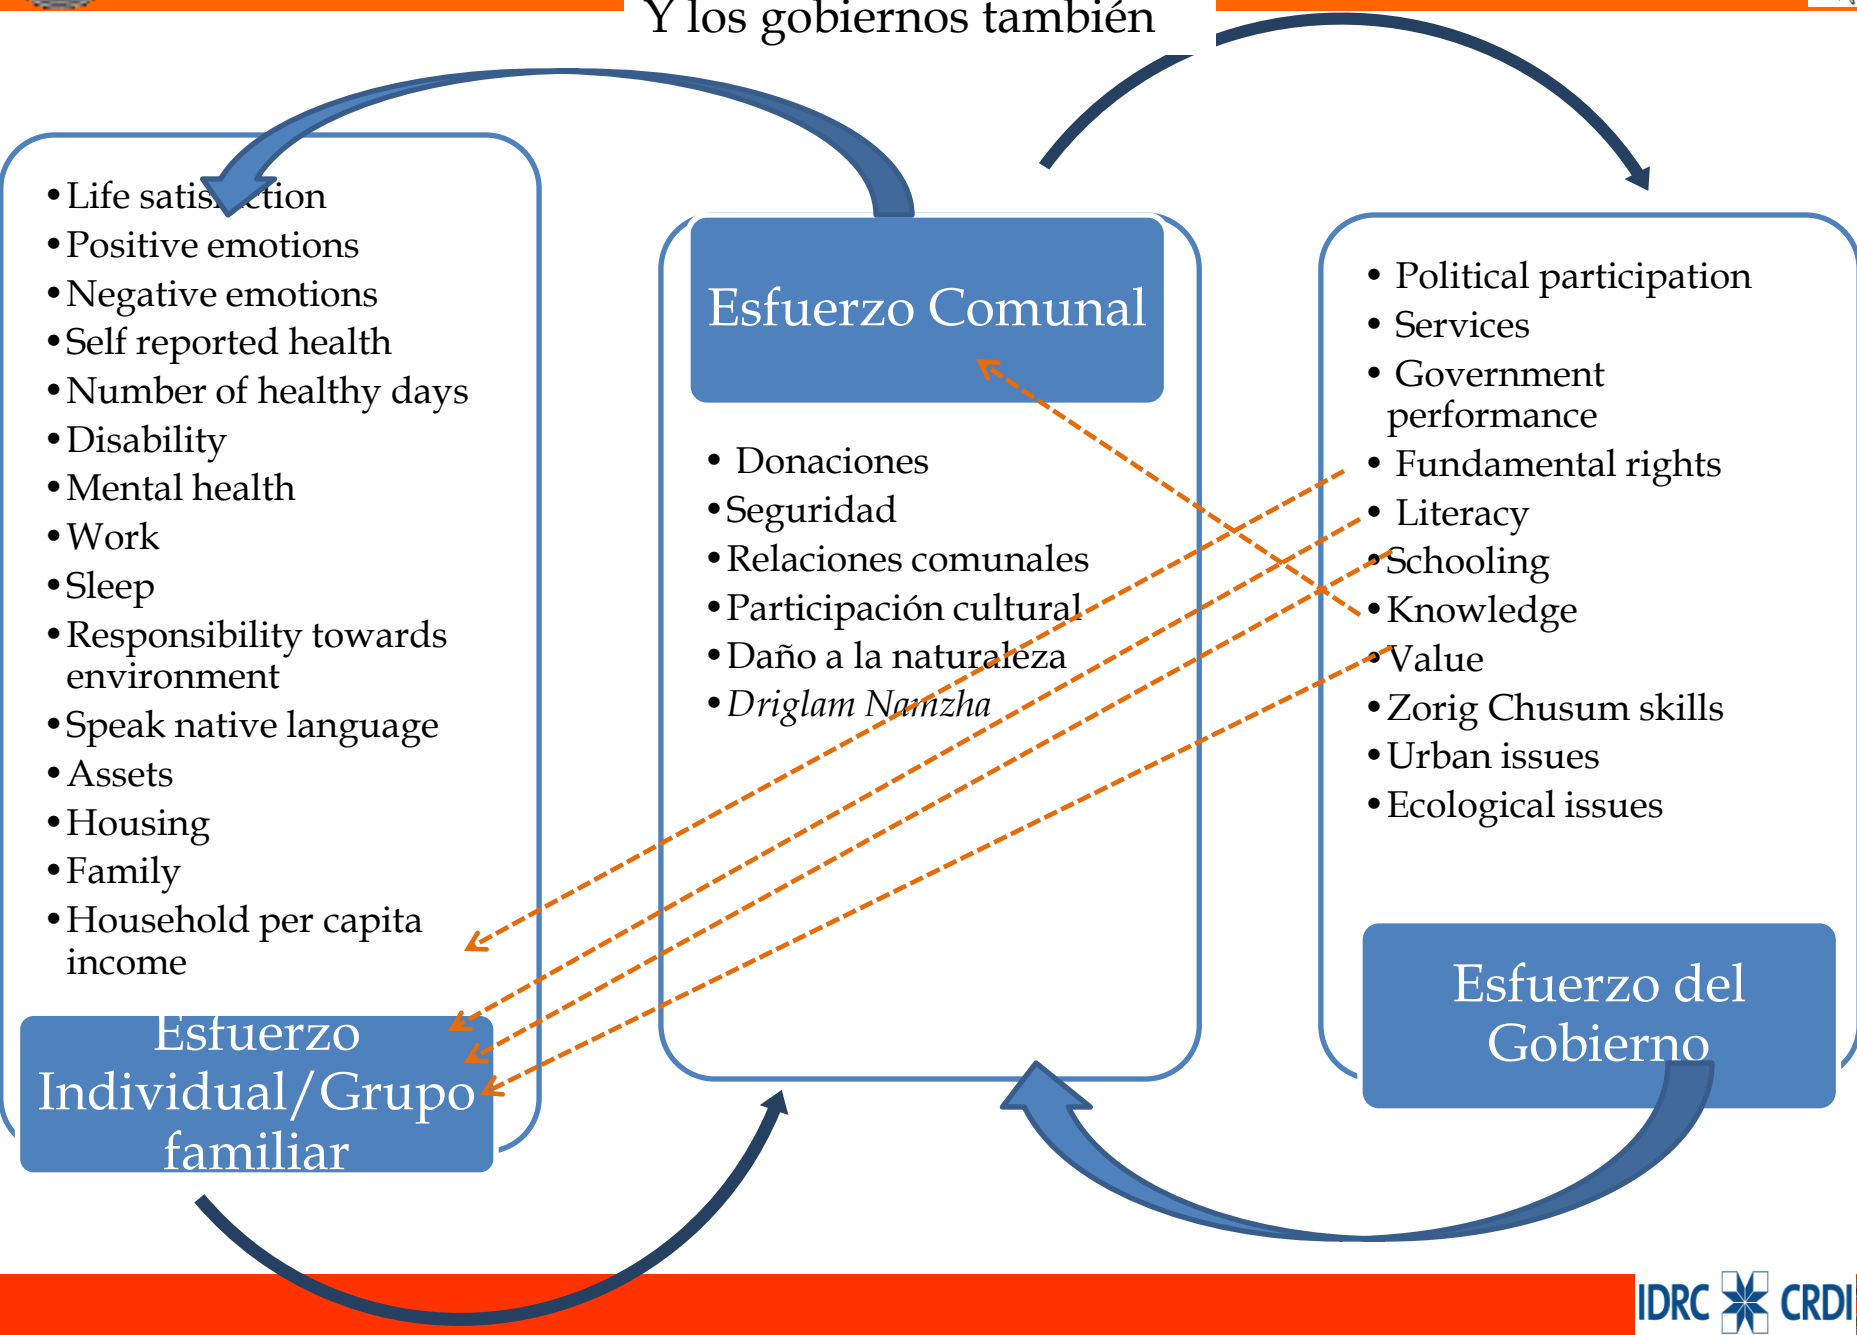 Y los gobiernos también
•Life satisfaction
•Positive emotions
•Negative emotions
•Self reported health
•Number of healthy days
•Disability
•Mental health
•Work
•Sleep
•Responsibility towards
environment
•Speak native language
•Assets
•Housing
•Family
•Household per capita
income
Esfuerzo
Individual/Grupo
familiar
Esfuerzo Comunal
• Donaciones
•Seguridad
•Relaciones comunales
•Participación cultural
•Daño a la naturaleza
•Driglam Namzha
• Political participation
• Services
• Government
performance
• Fundamental rights
• Literacy
•Schooling
•Knowledge
•Value
•Zorig Chusum skills
•Urban issues
•Ecological issues
Esfuerzo del
Gobierno
IDRC CRDI